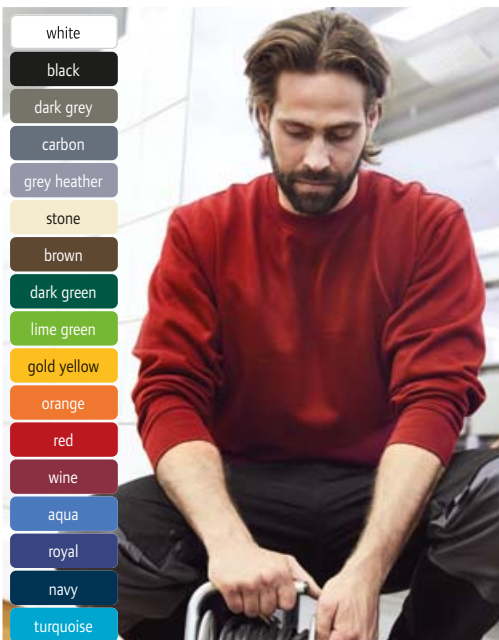 white
black
dark grey
carbon
grey heather
stone
brown
dark green
lime green
gold yellow
orange
red
wine
aqua
royal
navy
turquoise